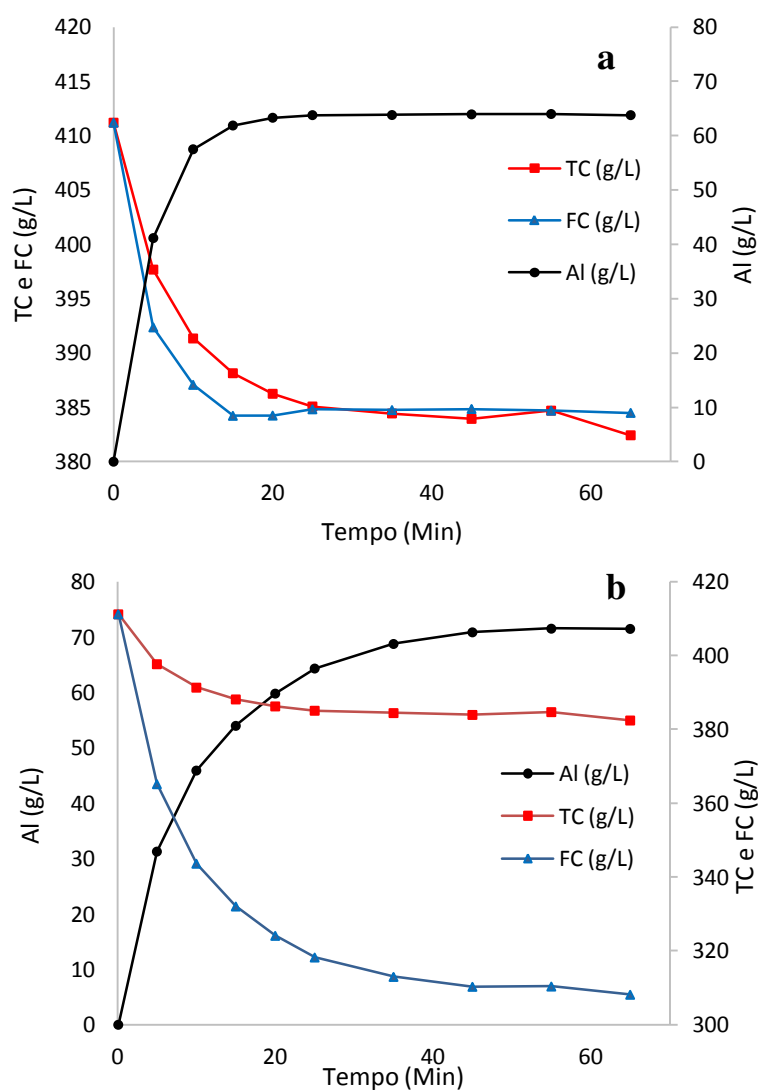 a
TC e FC (g/L)
420
415
410
405
400
395
390
385
380
80
70
60
50
40
30
20
10
0
Al (g/L)
TC (g/L)
FC (g/L)
Al (g/L)
0 20 40 60
Tempo (Min)
b
Al (g/L)
80
70
60
50
40
30
20
10
0
420
400
380
360
340
320
300
TC e FC (g/L)
Al (g/L)
TC (g/L)
FC (g/L)
0 20 40 60
Tempo (Min)